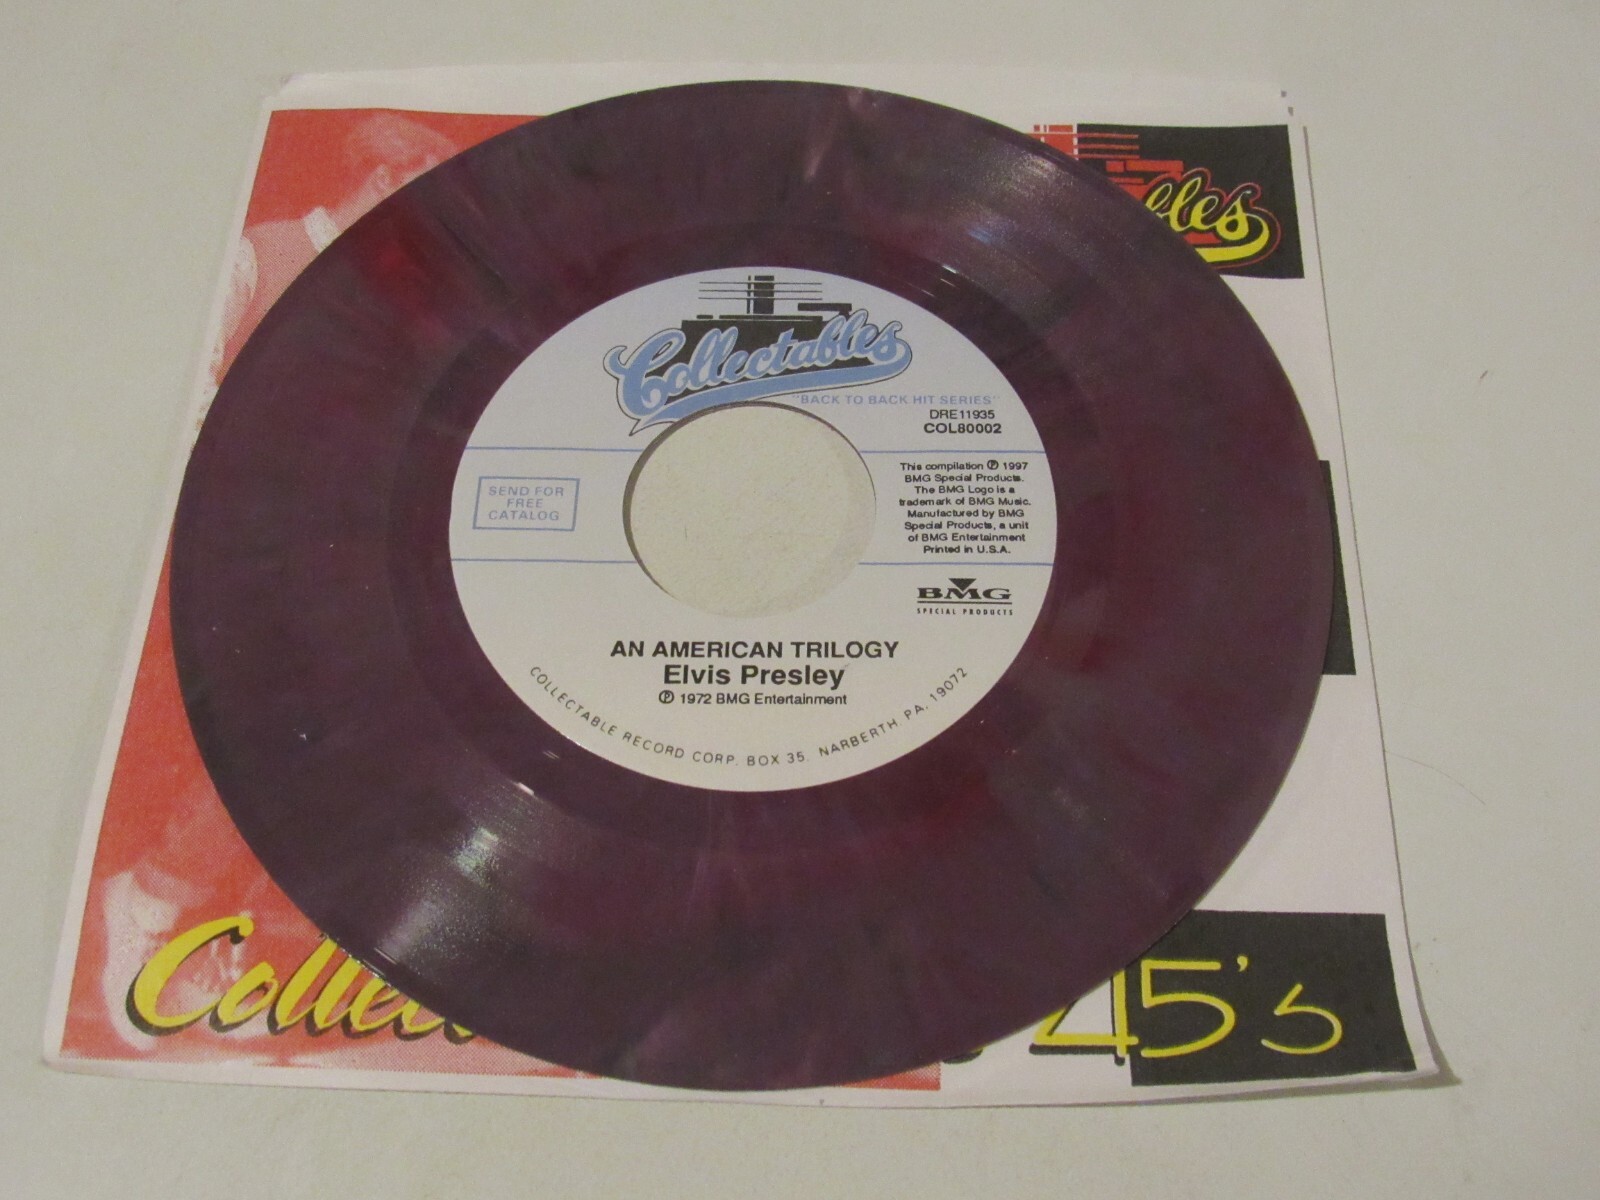 Collectables
"BACK TO BACK HIT SERIES"
DRE11935
COL80002
SEND FOR
FREE
CATALOG
This compilation ℗ 1997
BMG Special Products.
The BMG Logo is a
trademark of BMG Music.
Manufactured by BMG
Special Products, a unit
of BMG Entertainment
Printed in U.S.A.
BMG
SPECIAL PRODUCTS
AN AMERICAN TRILOGY
Elvis Presley
℗ 1972 BMG Entertainment
COLLECTABLE RECORD CORP. BOX 35. NARBERTH. PA. 19072
bles
Collec
45's